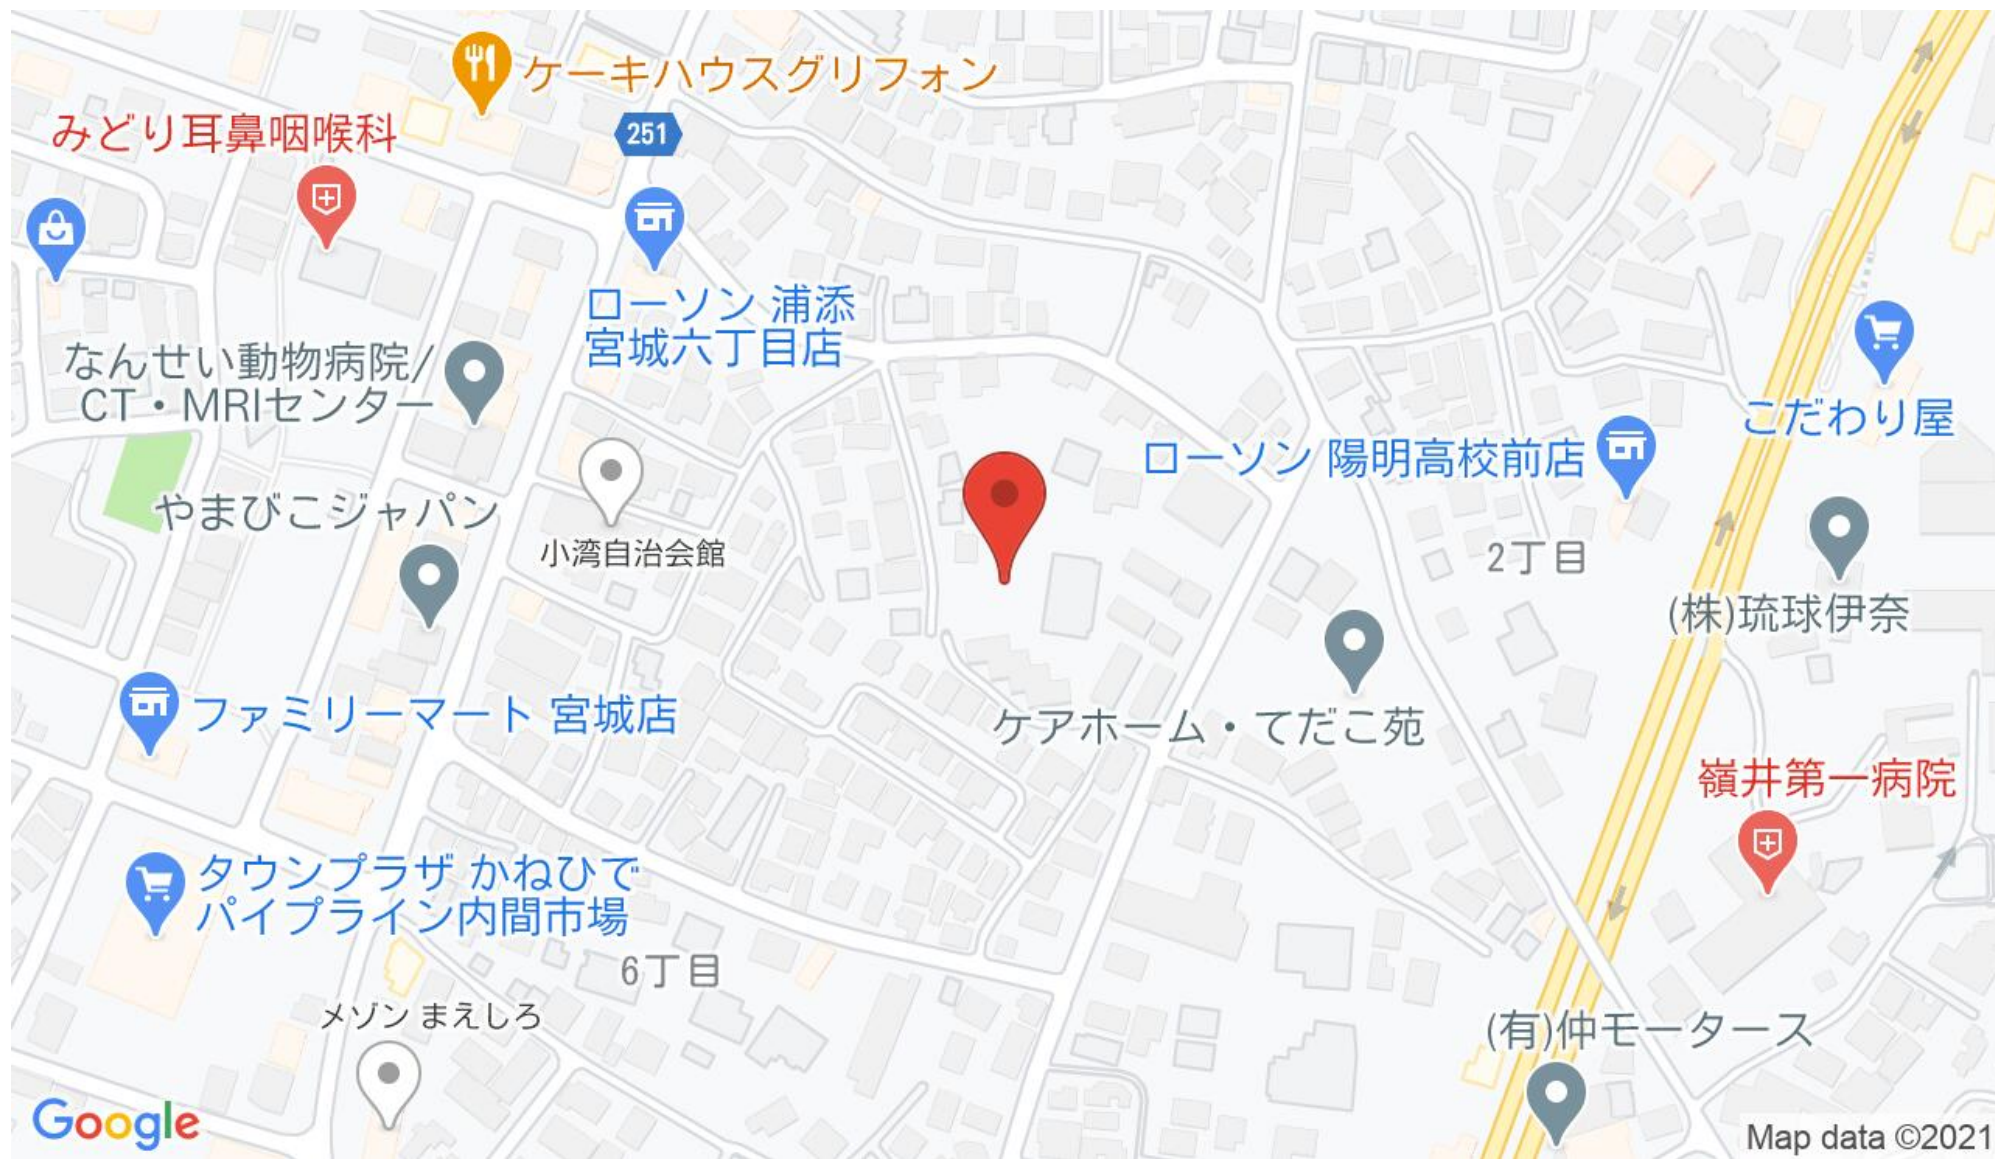 ケーキハウスグリフォン
みどり耳鼻咽喉科
251
ローソン 浦添
宮城六丁目店
なんせい動物病院/
CT・MRIセンター
こだわり屋
ローソン 陽明高校前店
やまびこジャパン
小湾自治会館
2丁目
(株)琉球伊奈
ファミリーマート 宮城店
ケアホーム・てだこ苑
嶺井第一病院
タウンプラザ かねひで
パイプライン内間市場
6丁目
メゾン まえしろ
(有)仲モータース
Google
Map data ©2021